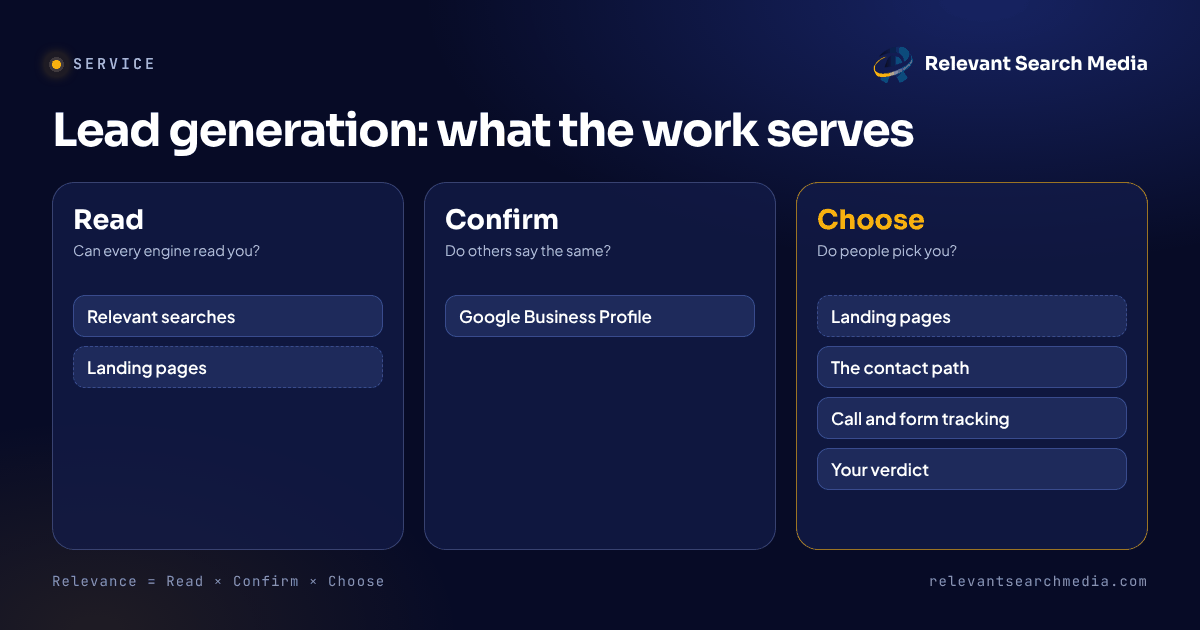 SERVICE
Relevant Search Media
Lead generation: what the work serves
Read
Can every engine read you?
Relevant searches
Landing pages
Confirm
Do others say the same?
Google Business Profile
Choose
Do people pick you?
Landing pages
The contact path
Call and form tracking
Your verdict
Relevance = Read × Confirm × Choose
relevantsearchmedia.com